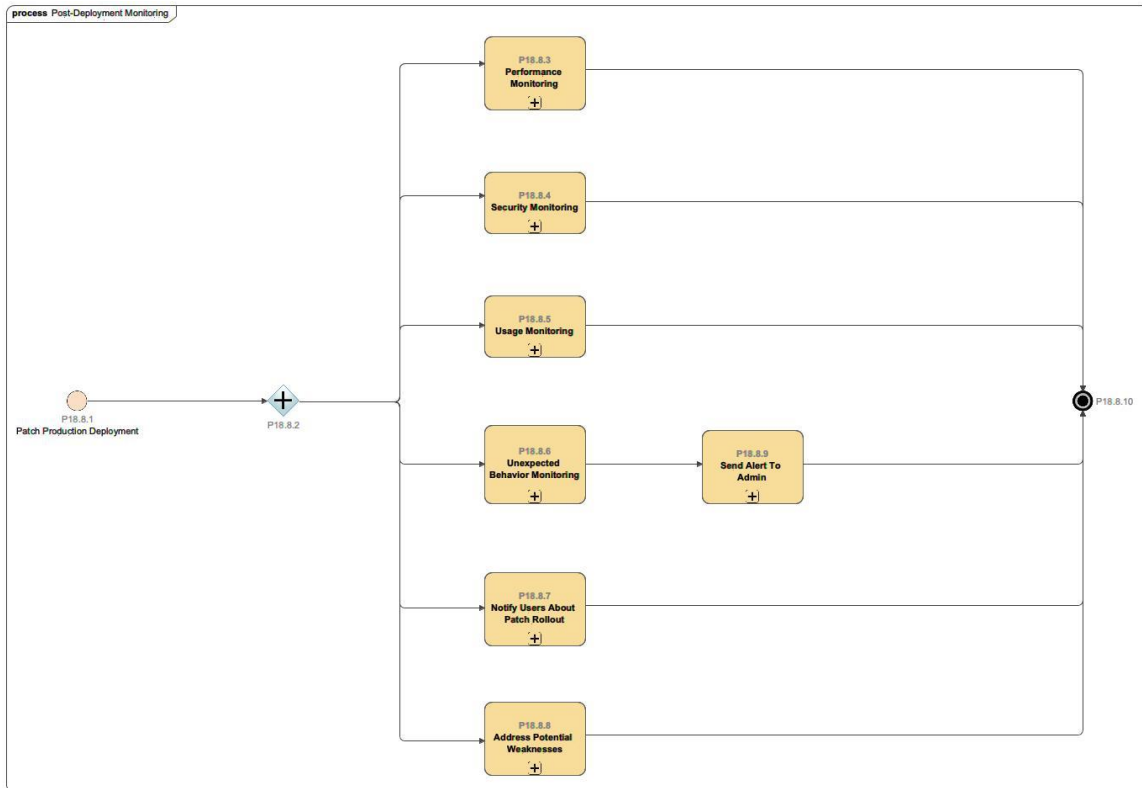 process Post-Deployment Monitoring
P18.8.3
Performance
Monitoring
P18.8.4
Security Monitoring
P18.8.5
Usage Monitoring
P18.8.1
Patch Production Deployment
P18.8.2
P18.8.10
P18.8.6
Unexpected
Behavior Monitoring
P18.8.9
Send Alert To
Admin
P18.8.7
Notify Users About
Patch Rollout
P18.8.8
Address Potential
Weaknesses